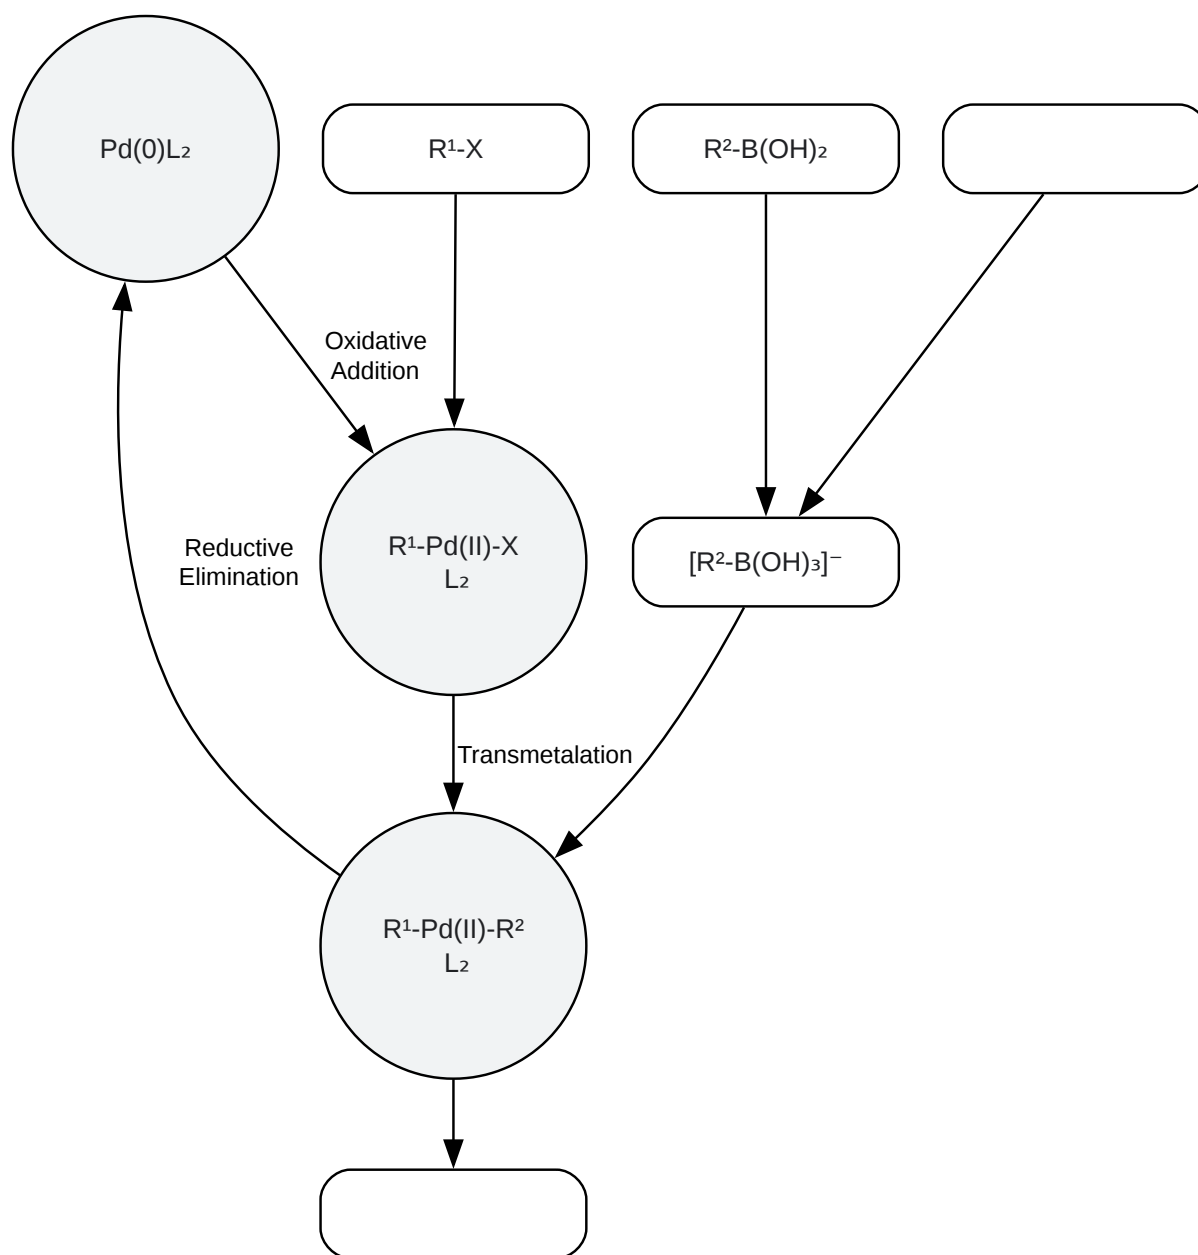 Pd(0)L₂
R¹-X
R²-B(OH)₂
Oxidative
Addition
Reductive
Elimination
R¹-Pd(II)-X
L₂
[R²-B(OH)₃]⁻
Transmetalation
R¹-Pd(II)-R²
L₂